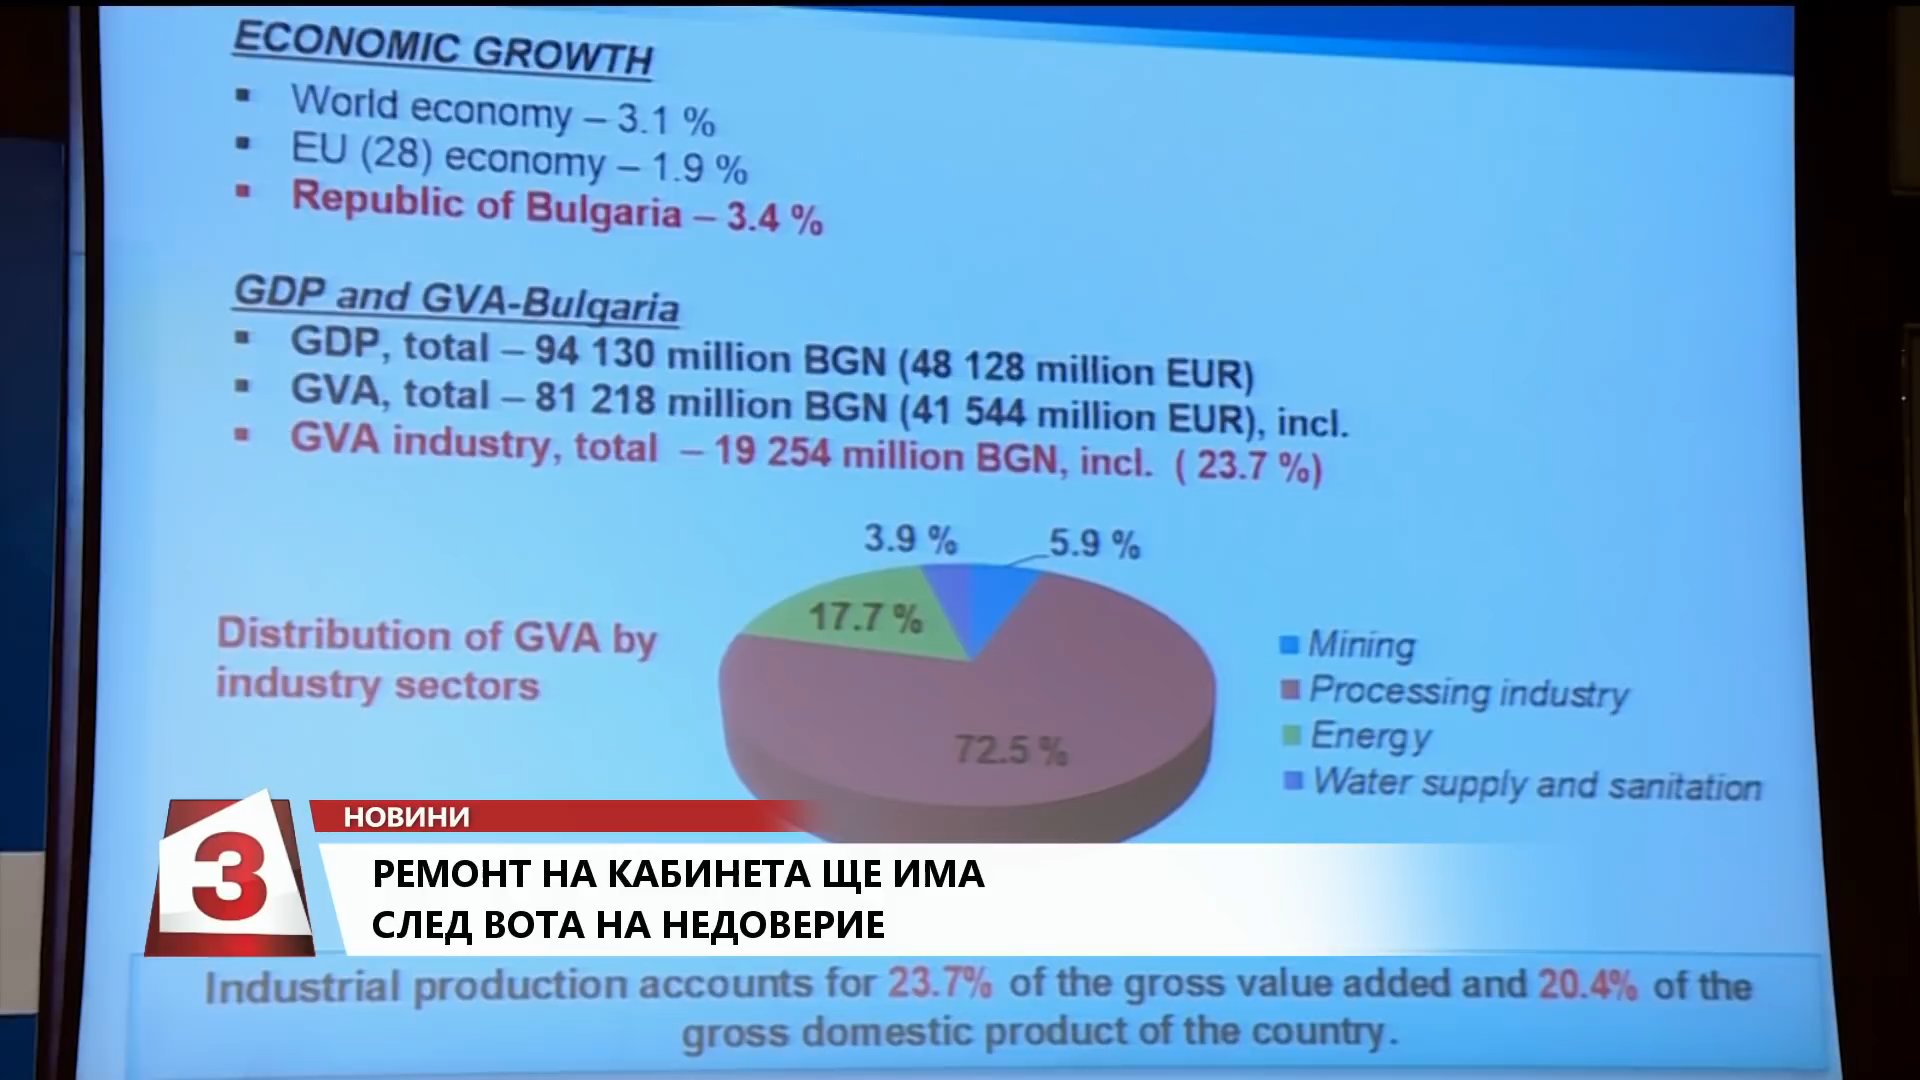 ECONOMIC GROWTH
▪ World economy – 3.1 %
▪ EU (28) economy – 1.9 %
▪ Republic of Bulgaria – 3.4 %
GDP and GVA-Bulgaria
▪ GDP, total – 94 130 million BGN (48 128 million EUR)
▪ GVA, total – 81 218 million BGN (41 544 million EUR), incl.
▪ GVA industry, total – 19 254 million BGN, incl. ( 23.7 %)
3.9 %
5.9 %
17.7 %
72.5 %
Distribution of GVA by
industry sectors
Mining
Processing industry
Energy
Water supply and sanitation
3
НОВИНИ
РЕМОНТ НА КАБИНЕТА ЩЕ ИМА
СЛЕД ВОТА НА НЕДОВЕРИЕ
Industrial production accounts for 23.7% of the gross value added and 20.4% of the
gross domestic product of the country.